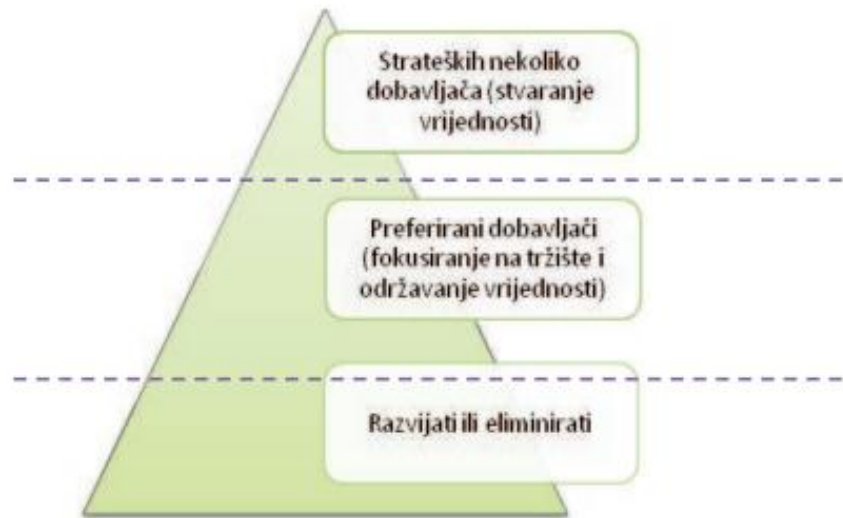 Strateških nekoliko
dobavljača (stvaranje
vrijednosti)
Preferirani dobavljači
(fokusiranje na tržište i
održavanje vrijednosti)
Razvijati ili eliminirati